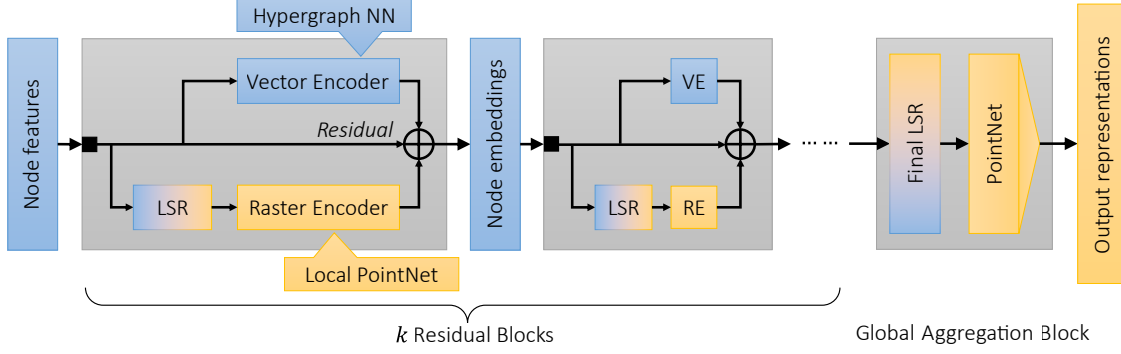 Hypergraph NN
Node features
Vector Encoder
Residual
LSR
Raster Encoder
Local PointNet
Node embeddings
VE
LSR
RE
... ...
Final LSR
PointNet
Output representations
k Residual Blocks
Global Aggregation Block